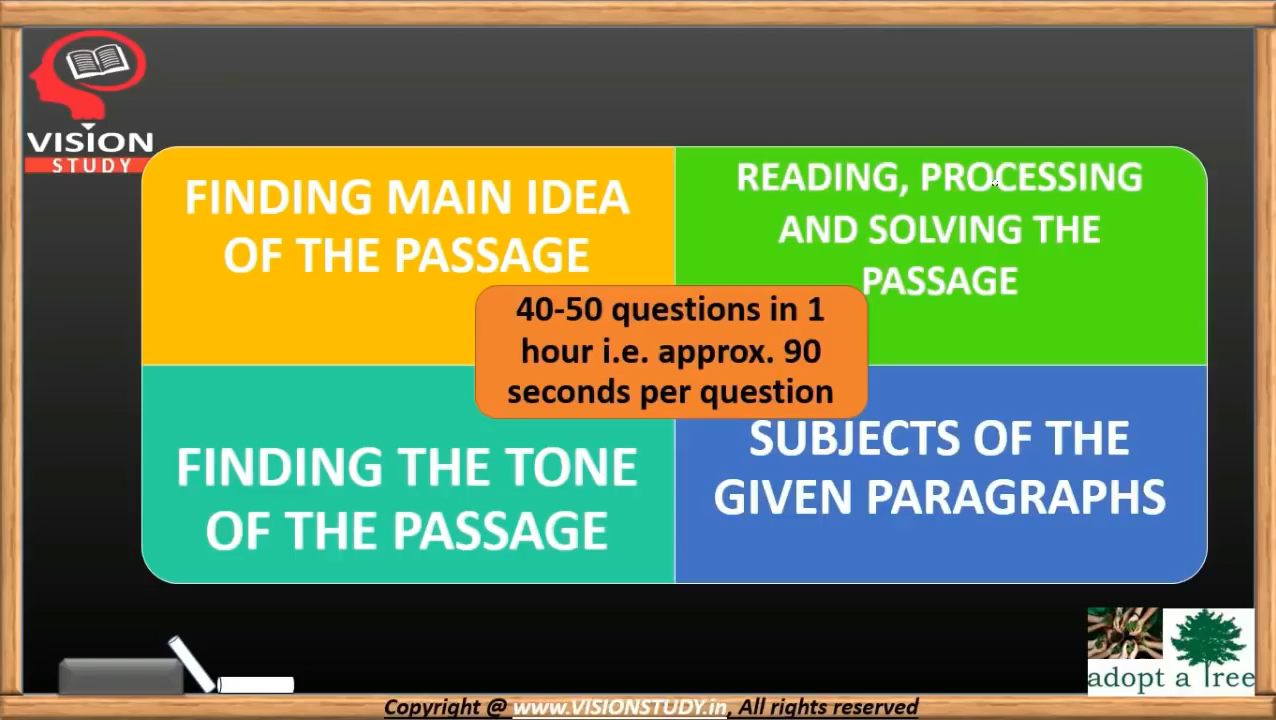 VISION
STUDY
FINDING MAIN IDEA
OF THE PASSAGE
READING, PROCESSING
AND SOLVING THE
PASSAGE
40-50 questions in 1
hour i.e. approx. 90
seconds per question
FINDING THE TONE
OF THE PASSAGE
SUBJECTS OF THE
GIVEN PARAGRAPHS
adopt a Tree
Copyright @ www.VISIONSTUDY.in, All rights reserved